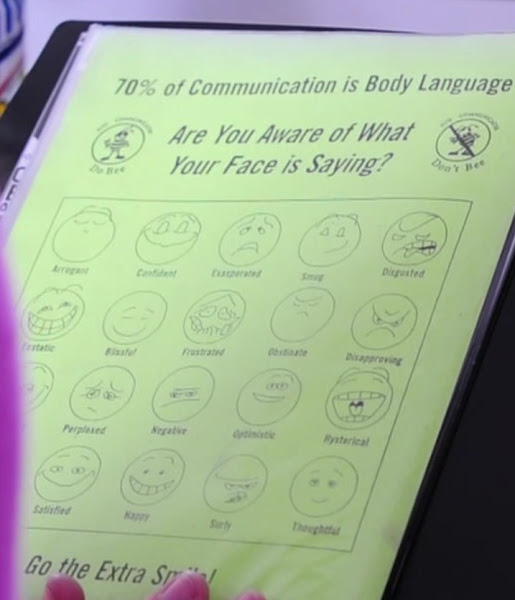 70% of Communication is Body Language
Are You Aware of What
Your Face is Saying?
Do Bee
Don't Bee
Arrogant Confident Exasperated Smug Disgusted
Ecstatic Blissful Frustrated Obstinate Disapproving
Perplexed Negative Optimistic Hysterical
Satisfied Happy Surly Thoughtful
Go the Extra